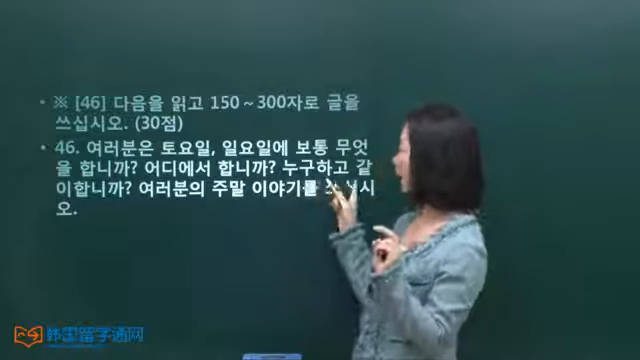 • ※ [46] 다음을 읽고 150~300자로 글을
쓰십시오. (30점)
• 46. 여러분은 토요일, 일요일에 보통 무엇
을 합니까? 어디에서 합니까? 누구하고 같
이합니까? 여러분의 주말 이야기를 시
오.
韩国留学通网